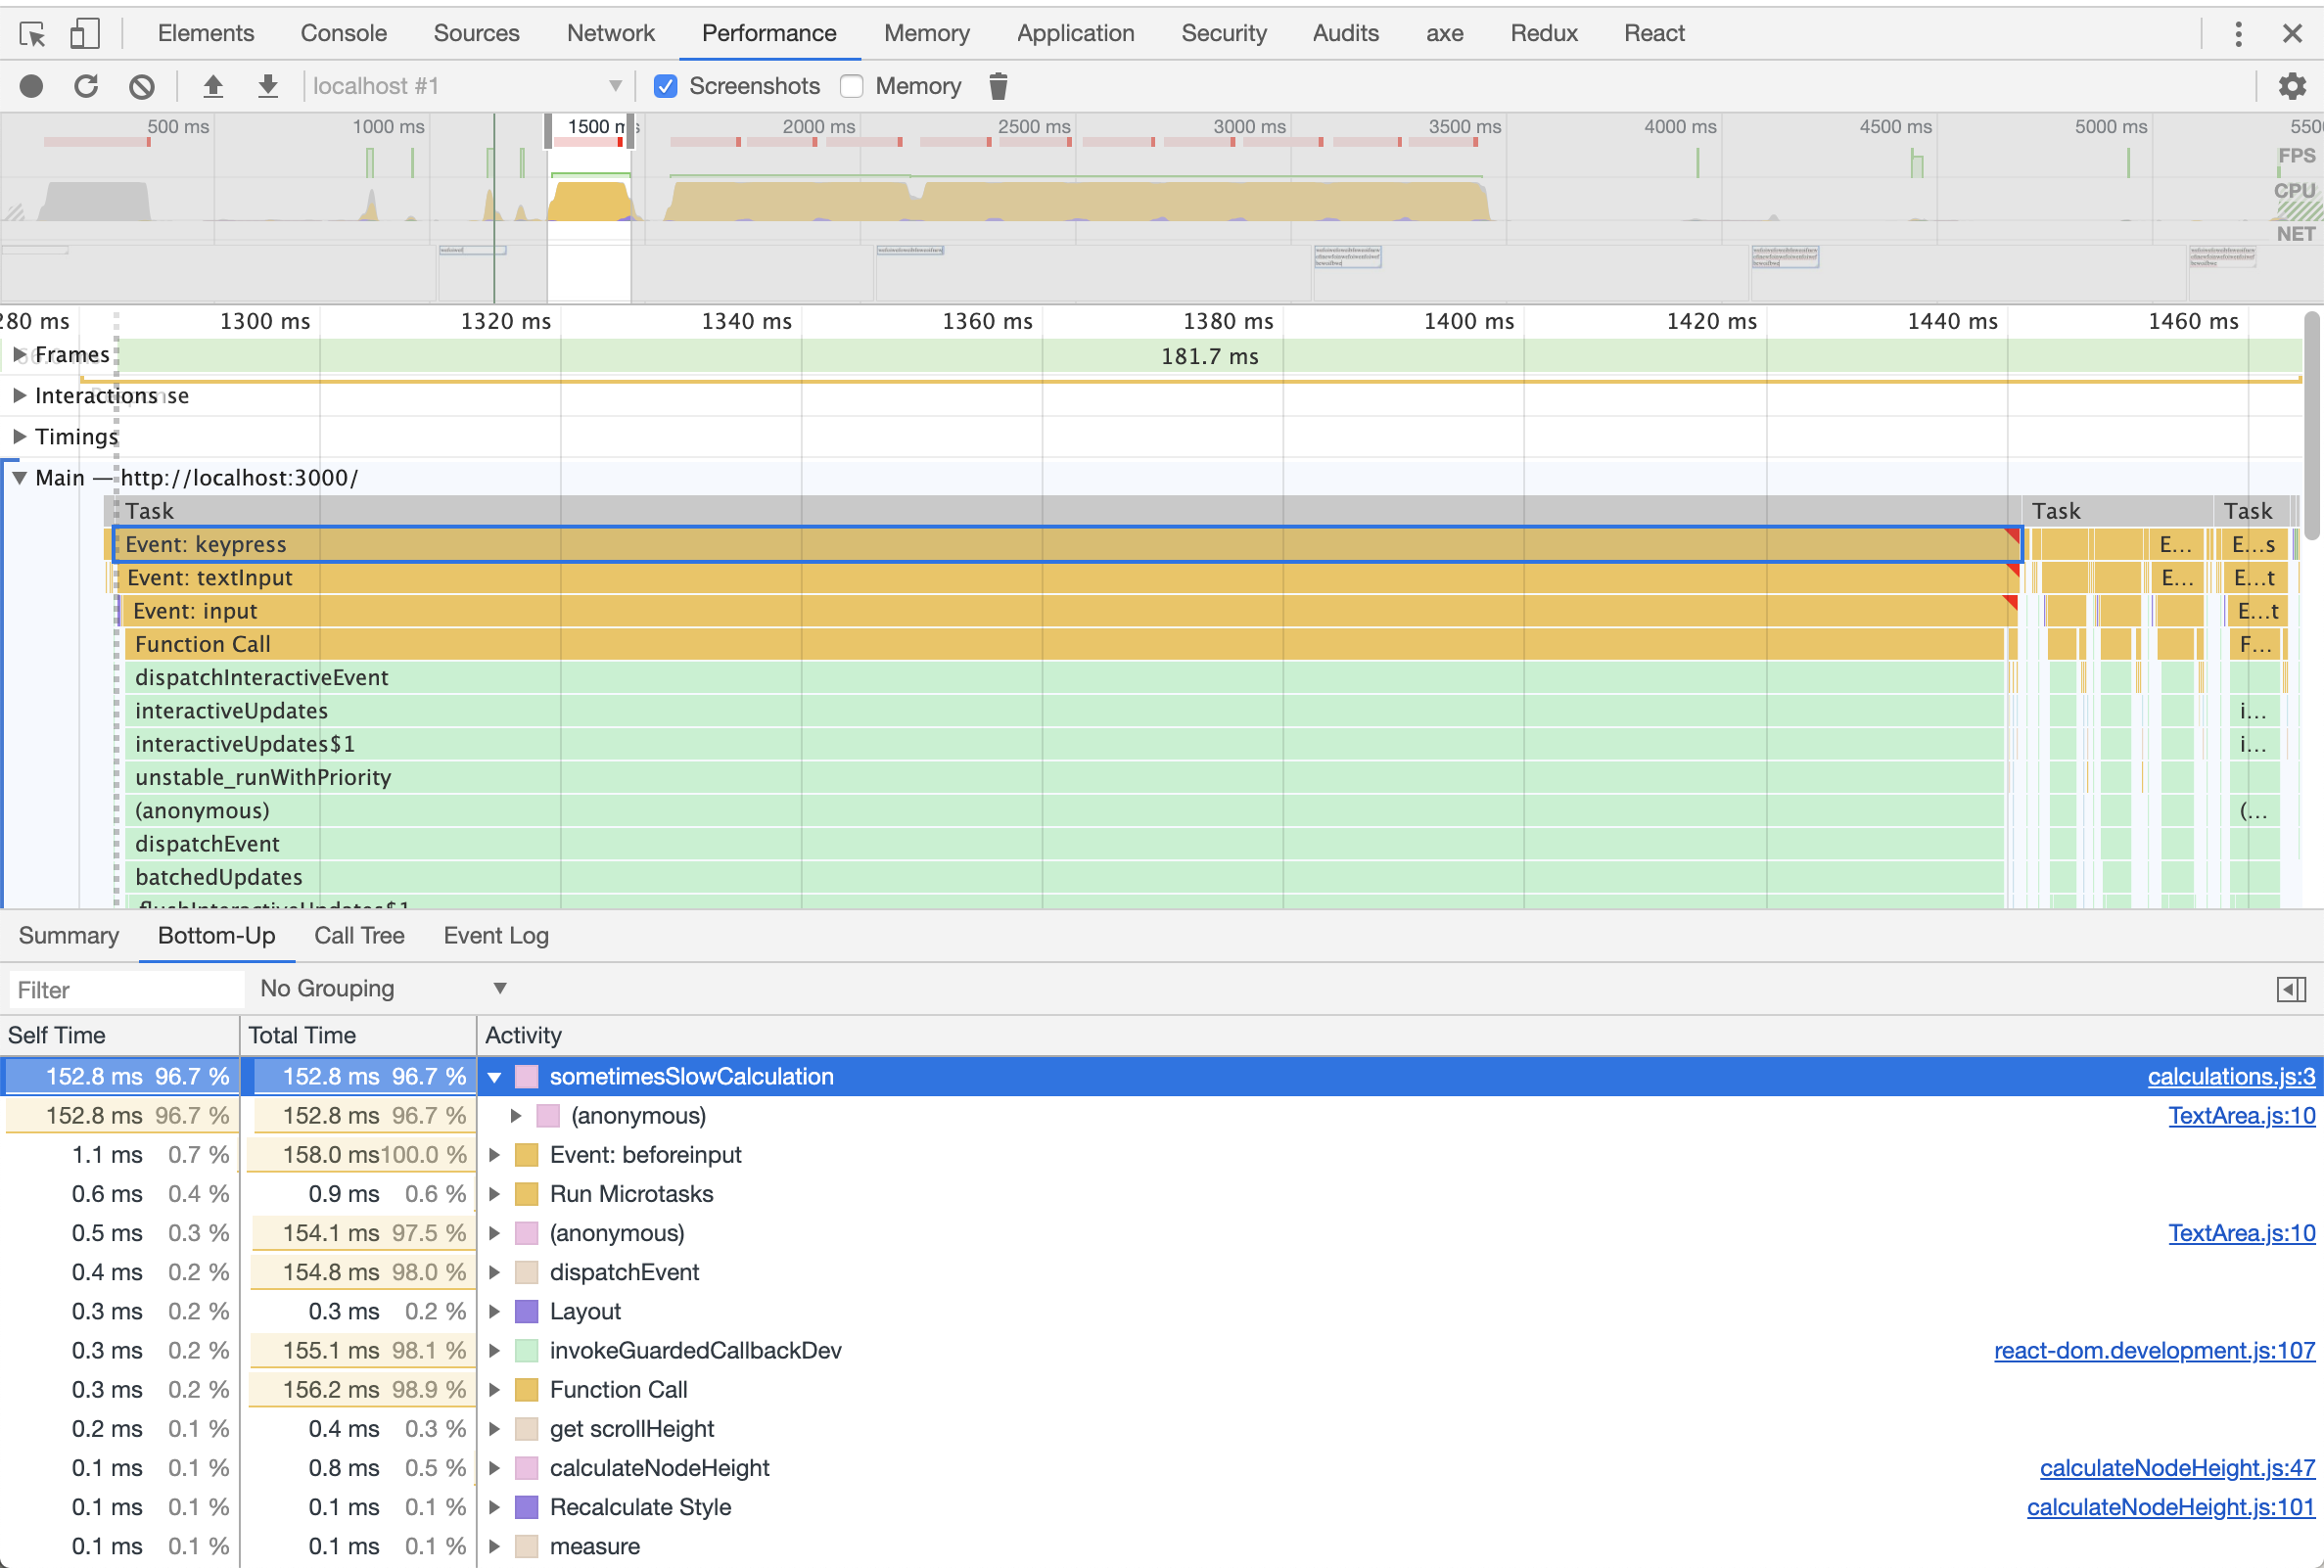 Elements Console Sources Network Performance Memory Application Security Audits axe Redux React
localhost #1 Screenshots Memory
500 ms 1000 ms 1500 ms 2000 ms 2500 ms 3000 ms 3500 ms 4000 ms 4500 ms 5000 ms 550
FPS
CPU
NET
280 ms 1300 ms 1320 ms 1340 ms 1360 ms 1380 ms 1400 ms 1420 ms 1440 ms 1460 ms
Frames 181.7 ms
Interactions nse
Timings
Main — http://localhost:3000/
Task Task Task
Event: keypress E... E...s
Event: textInput E... E...t
Event: input E...t
Function Call F...
dispatchInteractiveEvent
interactiveUpdates i...
interactiveUpdates$1 i...
unstable_runWithPriority
(anonymous) (...
dispatchEvent
batchedUpdates
flushInteractiveUpdates$1
Summary Bottom-Up Call Tree Event Log
Filter No Grouping
Self Time Total Time Activity
152.8 ms 96.7 % 152.8 ms 96.7 % sometimesSlowCalculation calculations.js:3
152.8 ms 96.7 % 152.8 ms 96.7 % (anonymous) TextArea.js:10
1.1 ms 0.7 % 158.0 ms 100.0 % Event: beforeinput
0.6 ms 0.4 % 0.9 ms 0.6 % Run Microtasks
0.5 ms 0.3 % 154.1 ms 97.5 % (anonymous) TextArea.js:10
0.4 ms 0.2 % 154.8 ms 98.0 % dispatchEvent
0.3 ms 0.2 % 0.3 ms 0.2 % Layout
0.3 ms 0.2 % 155.1 ms 98.1 % invokeGuardedCallbackDev react-dom.development.js:107
0.3 ms 0.2 % 156.2 ms 98.9 % Function Call
0.2 ms 0.1 % 0.4 ms 0.3 % get scrollHeight
0.1 ms 0.1 % 0.8 ms 0.5 % calculateNodeHeight calculateNodeHeight.js:47
0.1 ms 0.1 % 0.1 ms 0.1 % Recalculate Style calculateNodeHeight.js:101
0.1 ms 0.1 % 0.1 ms 0.1 % measure